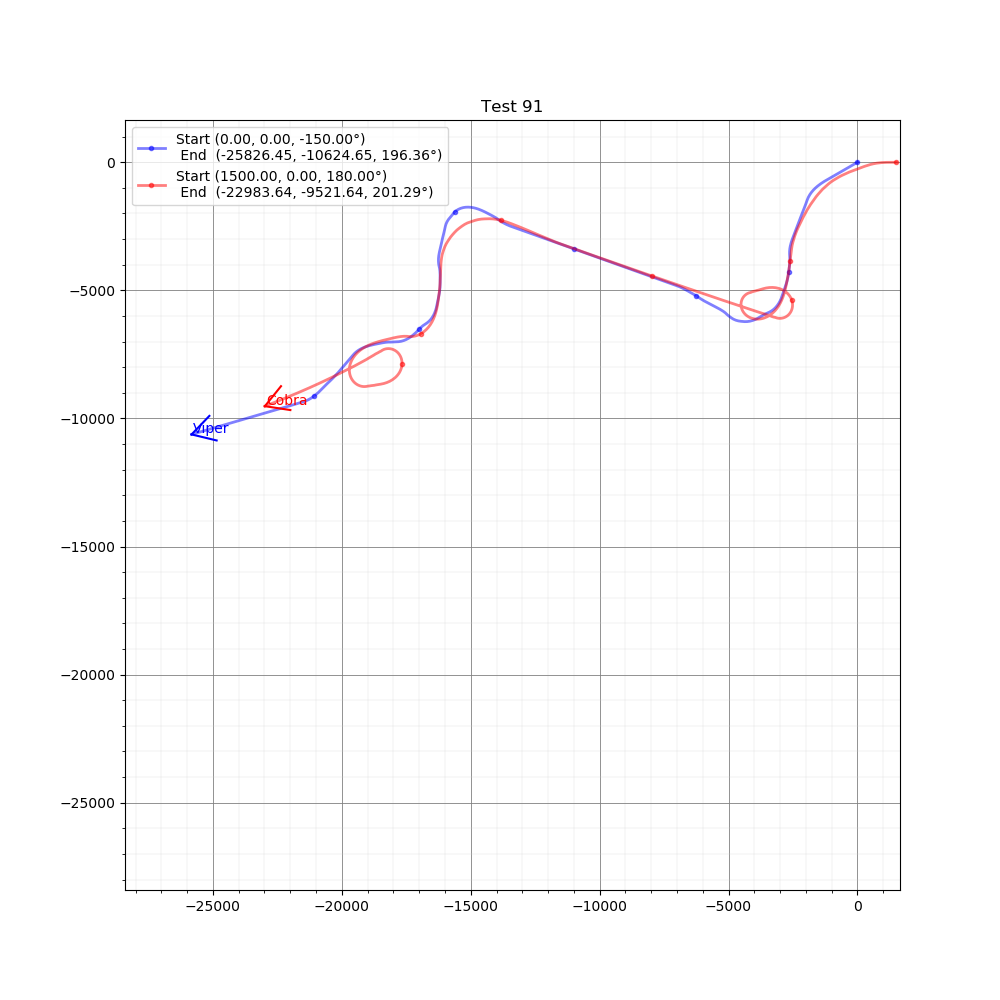 Test 91
Start (0.00, 0.00, -150.00°)
End  (-25826.45, -10624.65, 196.36°)
Start (1500.00, 0.00, 180.00°)
End  (-22983.64, -9521.64, 201.29°)
0
−5000
−10000
−15000
−20000
−25000
Cobra
Viper
−25000
−20000
−15000
−10000
−5000
0